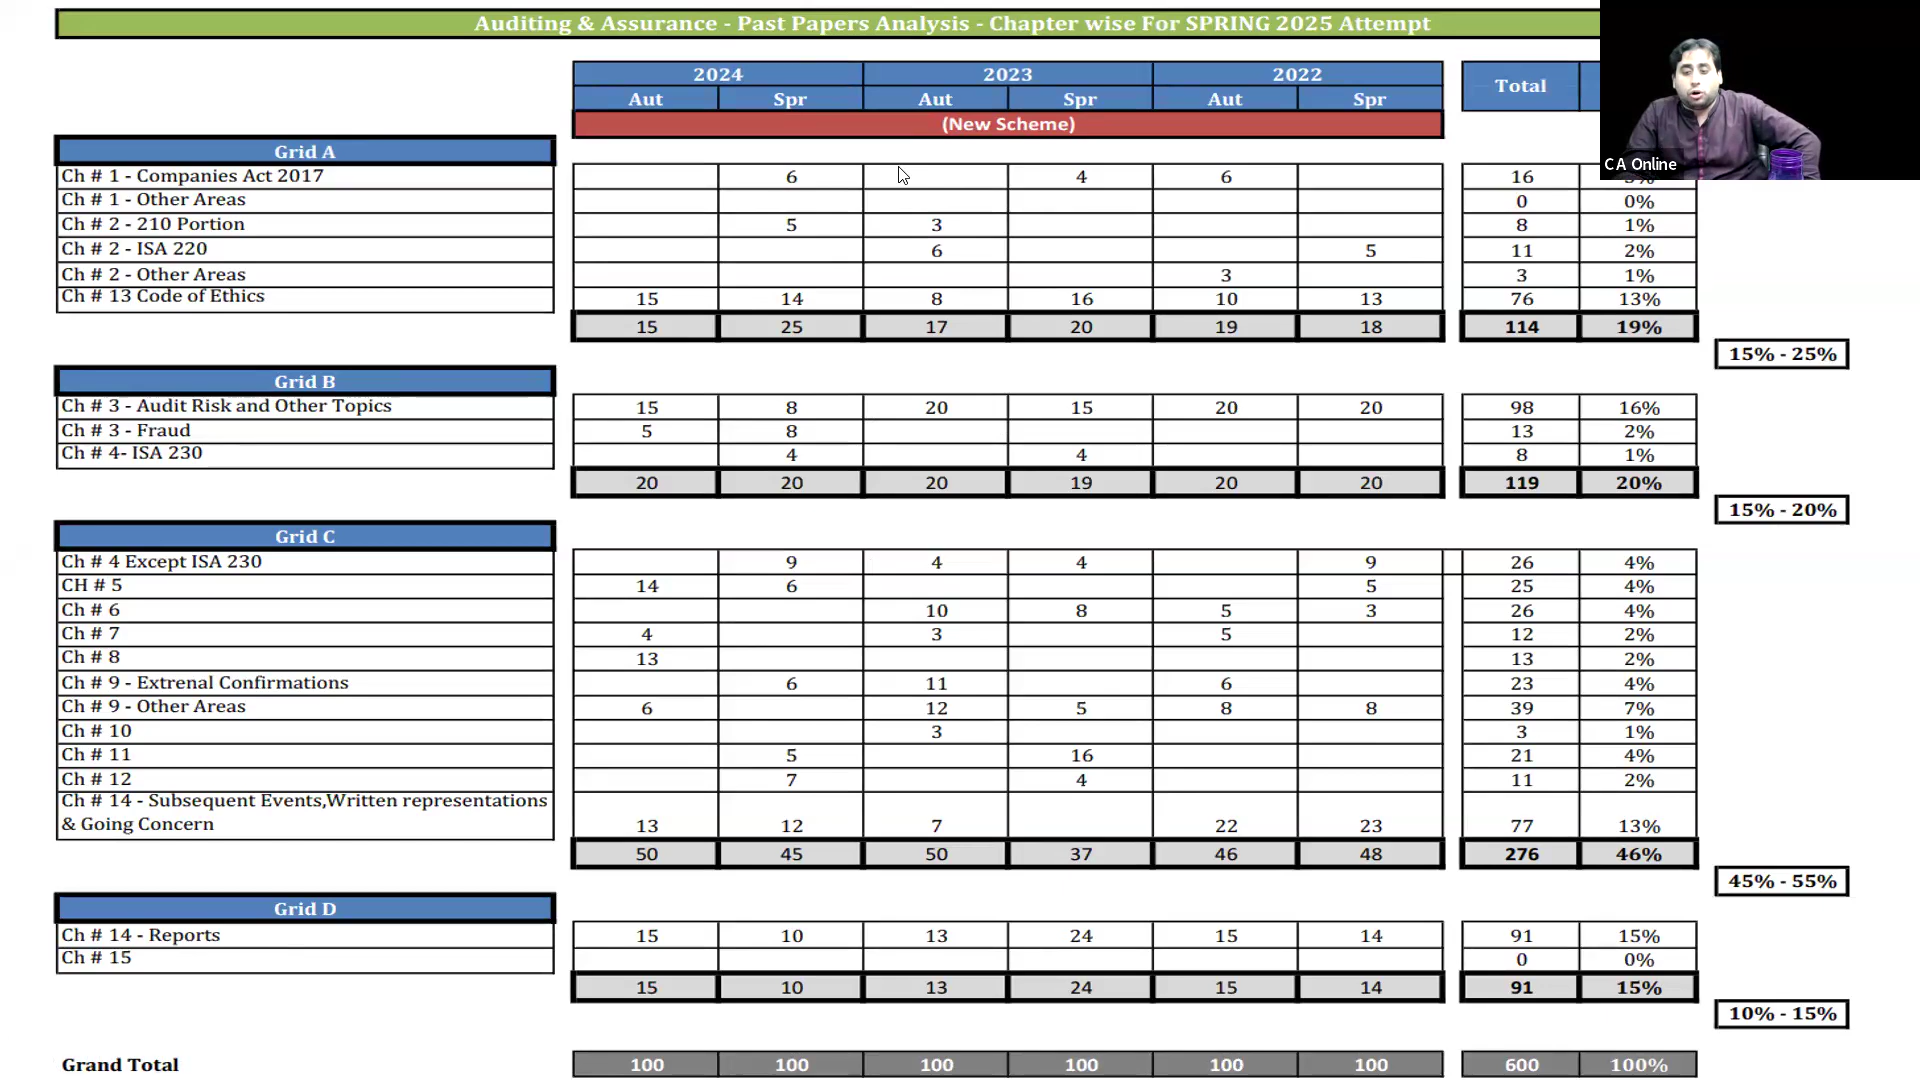 Auditing & Assurance - Past Papers Analysis - Chapter wise For SPRING 2025 Attempt
2024 2023 2022 Total
Aut Spr Aut Spr Aut Spr
(New Scheme)
C A Online
Grid A
Ch # 1 - Companies Act 2017 6 4 6 16
Ch # 1 - Other Areas 0 0%
Ch # 2 - 210 Portion 5 3 8 1%
Ch # 2 - ISA 220 6 5 11 2%
Ch # 2 - Other Areas 3 3 1%
Ch # 13 Code of Ethics 15 14 8 16 10 13 76 13%
15 25 17 20 19 18 114 19%
15% - 25%
Grid B
Ch # 3 - Audit Risk and Other Topics 15 8 20 15 20 20 98 16%
Ch # 3 - Fraud 5 8 13 2%
Ch # 4- ISA 230 4 4 8 1%
20 20 20 19 20 20 119 20%
15% - 20%
Grid C
Ch # 4 Except ISA 230 9 4 4 9 26 4%
CH # 5 14 6 5 25 4%
Ch # 6 10 8 5 3 26 4%
Ch # 7 4 3 5 12 2%
Ch # 8 13 13 2%
Ch # 9 - Extrenal Confirmations 6 11 6 23 4%
Ch # 9 - Other Areas 6 12 5 8 8 39 7%
Ch # 10 3 3 1%
Ch # 11 5 16 21 4%
Ch # 12 7 4 11 2%
Ch # 14 - Subsequent Events,Written representations
& Going Concern 13 12 7 22 23 77 13%
50 45 50 37 46 48 276 46%
45% - 55%
Grid D
Ch # 14 - Reports 15 10 13 24 15 14 91 15%
Ch # 15 0 0%
15 10 13 24 15 14 91 15%
10% - 15%
Grand Total 100 100 100 100 100 100 600 100%